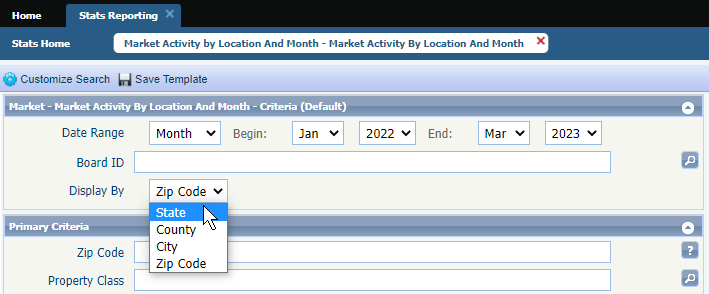 Home Stats Reporting
Stats Home Market Activity by Location And Month - Market Activity By Location And Month
Customize Search Save Template
Market - Market Activity By Location And Month - Criteria (Default)
Date Range Month Begin: Jan 2022 End: Mar 2023
Board ID
Display By Zip Code
State
County
City
Zip Code
Primary Criteria
Zip Code ?
Property Class